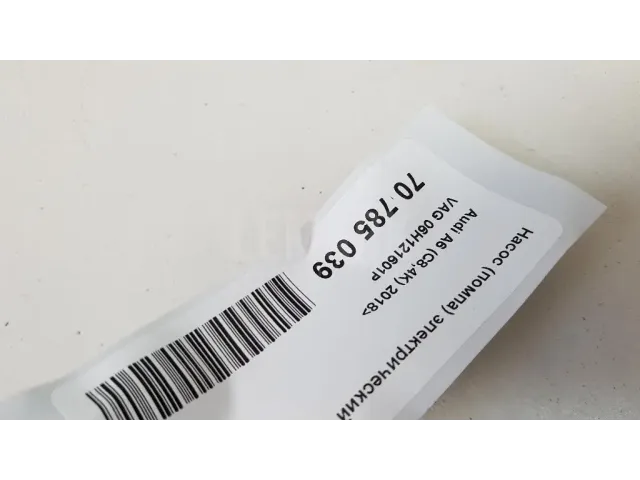 Насос (помпа) электрический
Audi A6 (C8,4K) 2018>
VAG 06H121601P
70 785 039